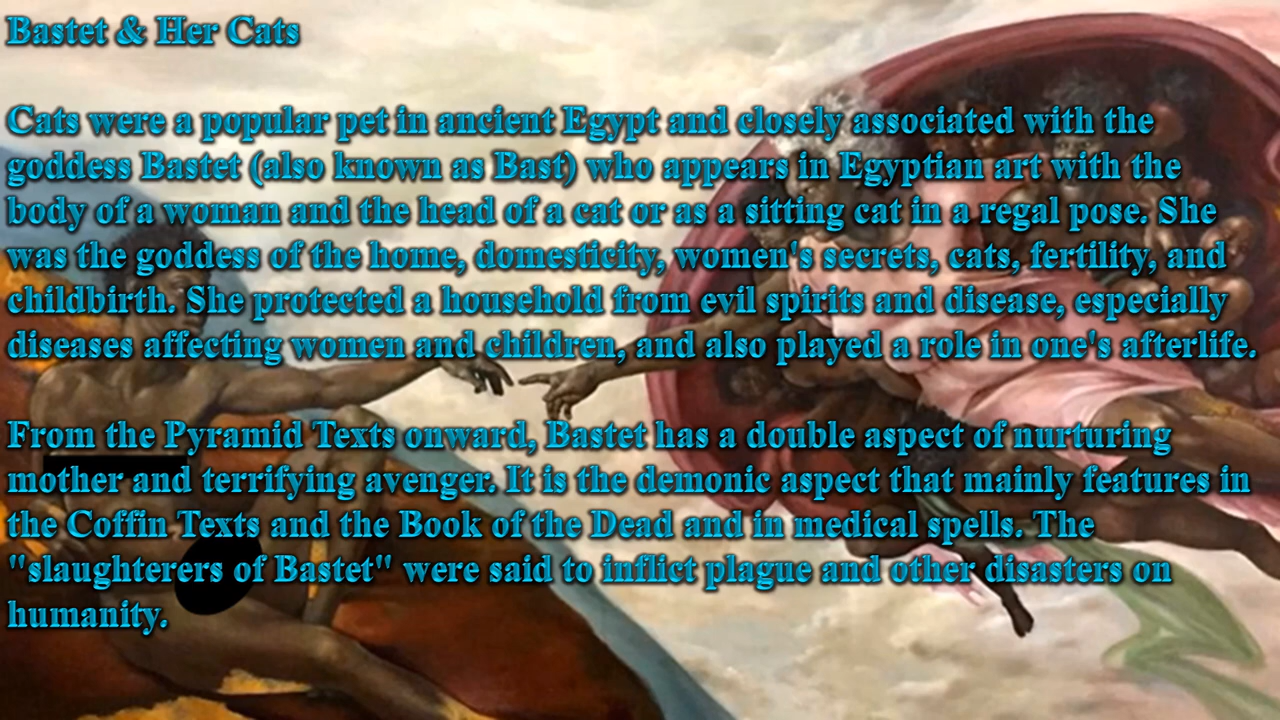 Bastet & Her Cats
Cats were a popular pet in ancient Egypt and closely associated with the
goddess Bastet (also known as Bast) who appears in Egyptian art with the
body of a woman and the head of a cat or as a sitting cat in a regal pose. She
was the goddess of the home, domesticity, women's secrets, cats, fertility, and
childbirth. She protected a household from evil spirits and disease, especially
diseases affecting women and children, and also played a role in one's afterlife.
From the Pyramid Texts onward, Bastet has a double aspect of nurturing
mother and terrifying avenger. It is the demonic aspect that mainly features in
the Coffin Texts and the Book of the Dead and in medical spells. The
"slaughterers of Bastet" were said to inflict plague and other disasters on
humanity.